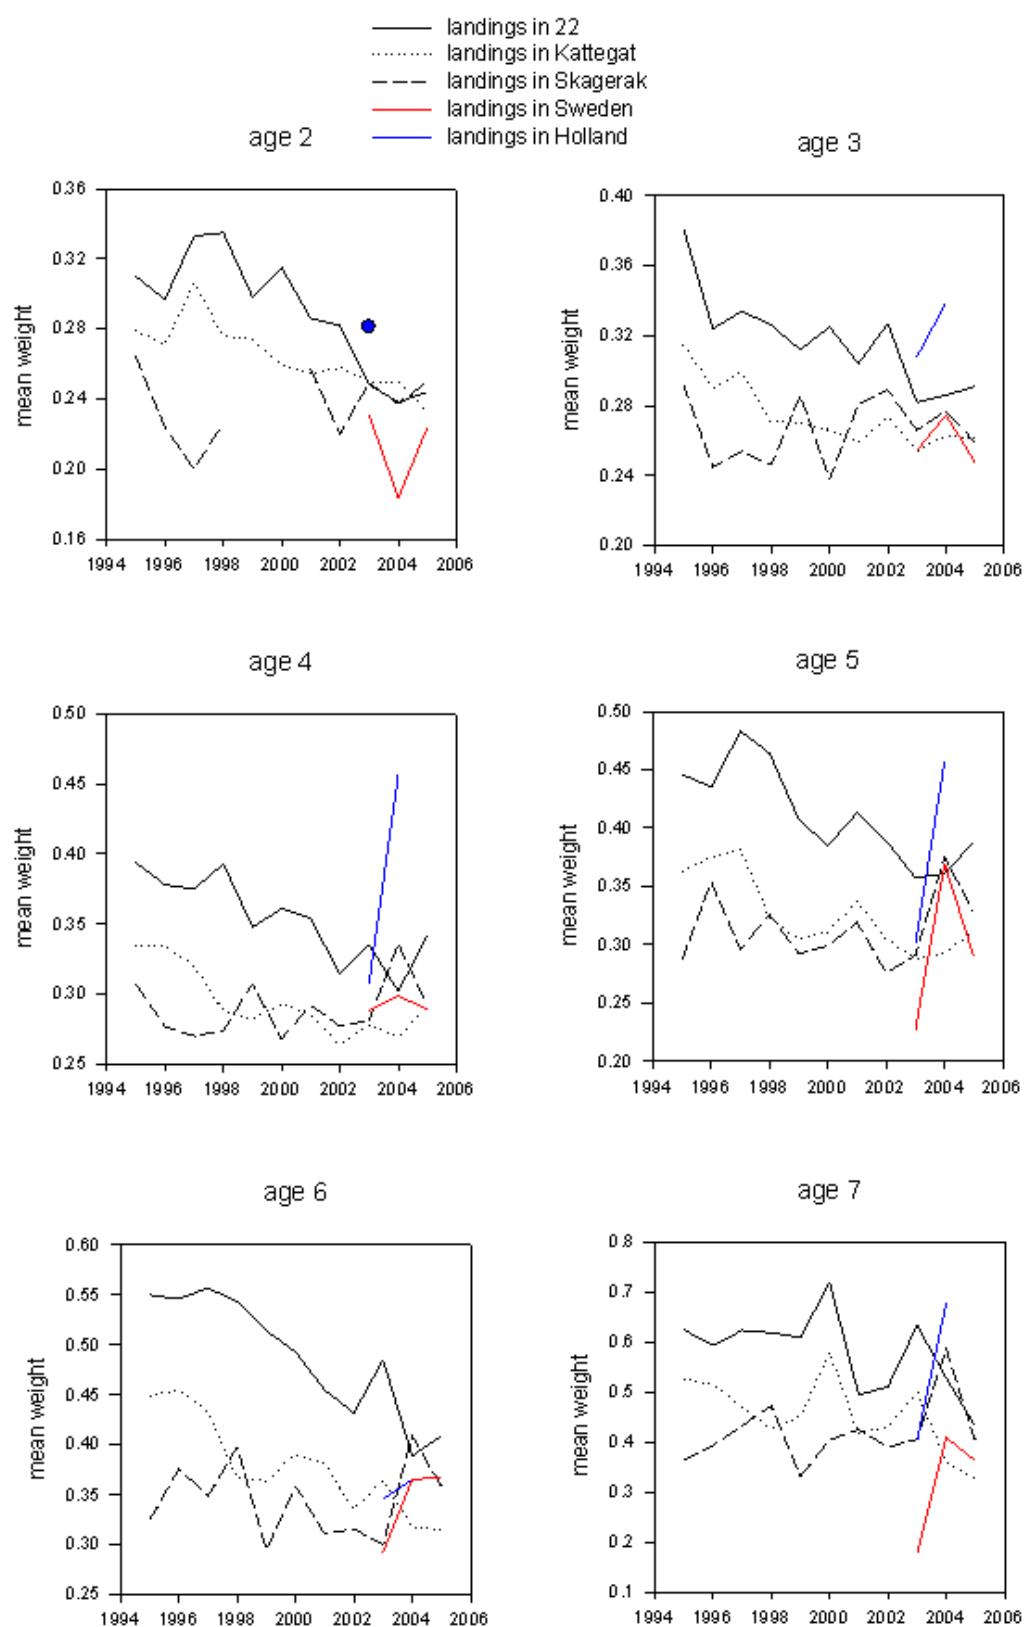 landings in 22
landings in Kattegat
landings in Skagerak
landings in Sweden
landings in Holland
age 2
age 3
0.36
0.32
0.28
0.24
0.20
0.16
mean weight
1994 1996 1998 2000 2002 2004 2006
0.40
0.36
0.32
0.28
0.24
0.20
mean weight
1994 1996 1998 2000 2002 2004 2006
age 4
age 5
0.50
0.45
0.40
0.35
0.30
0.25
mean weight
1994 1996 1998 2000 2002 2004 2006
0.50
0.45
0.40
0.35
0.30
0.25
0.20
mean weight
1994 1996 1998 2000 2002 2004 2006
age 6
age 7
0.60
0.55
0.50
0.45
0.40
0.35
0.30
0.25
mean weight
1994 1996 1998 2000 2002 2004 2006
0.8
0.7
0.6
0.5
0.4
0.3
0.2
0.1
mean weight
1994 1996 1998 2000 2002 2004 2006